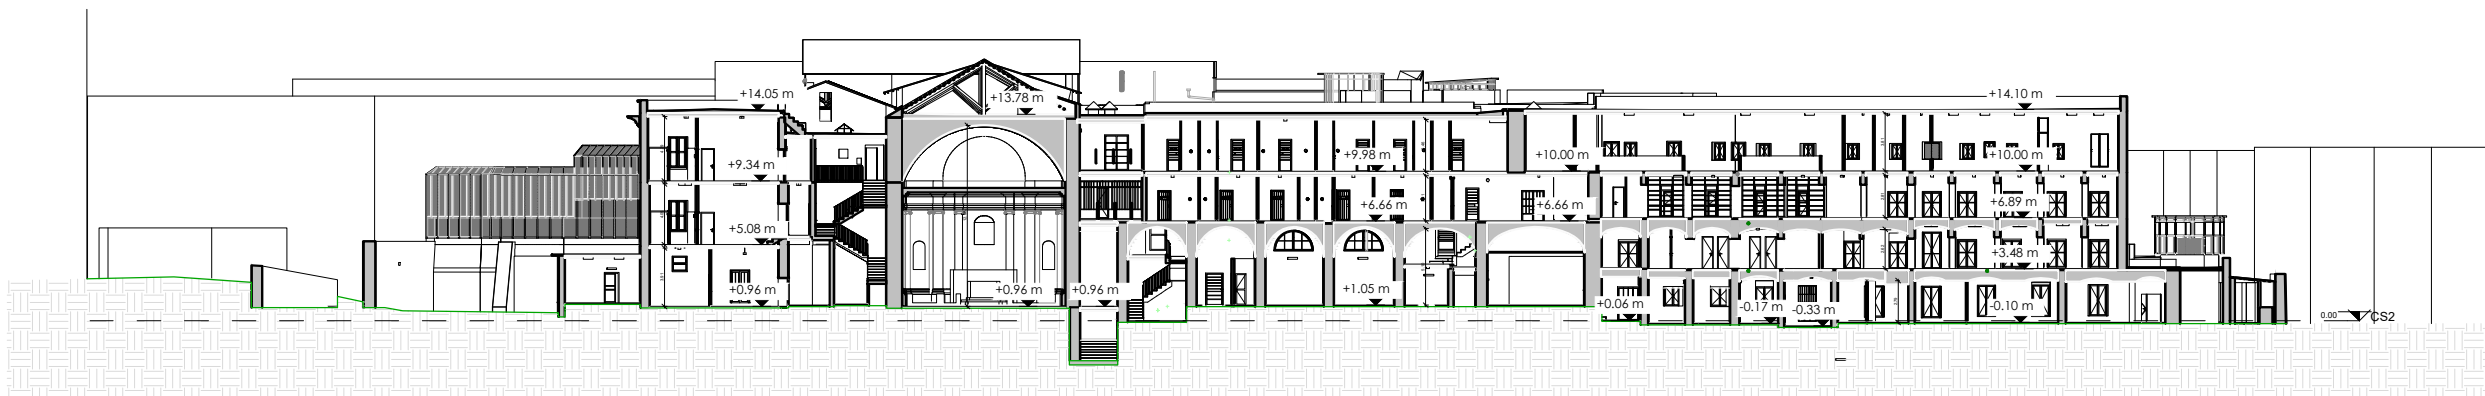 +14.05 m
+13.78 m
+14.10 m
+9.34 m
+9.98 m
+10.00 m
+10.00 m
+5.08 m
+6.66 m
+6.66 m
+6.89 m
+3.48 m
+0.96 m
+0.96 m
+0.96 m
+1.05 m
+0.06 m
-0.17 m
-0.33 m
-0.10 m
0.00
CS2